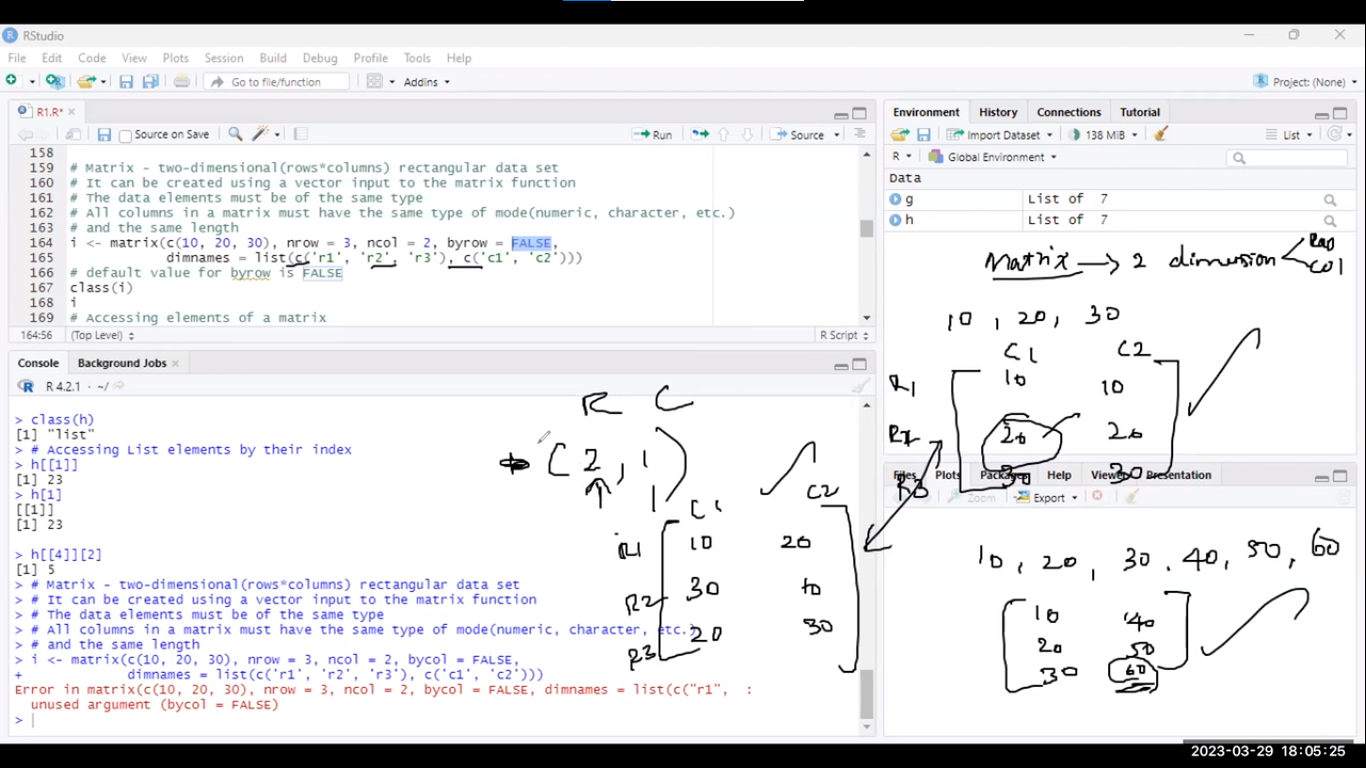 RStudio
File Edit Code View Plots Session Build Debug Profile Tools Help
Go to file/function Addins Project: (None)
R1.R*
Source on Save Run Source
158
159 # Matrix - two-dimensional(rows*columns) rectangular data set
160 # It can be created using a vector input to the matrix function
161 # The data elements must be of the same type
162 # All columns in a matrix must have the same type of mode(numeric, character, etc.)
163 # and the same length
164 i <- matrix(c(10, 20, 30), nrow = 3, ncol = 2, byrow = FALSE,
165 dimnames = list(c('r1', 'r2', 'r3'), c('c1', 'c2')))
166 # default value for byrow is FALSE
167 class(i)
168 i
169 # Accessing elements of a matrix
164:56 (Top Level) R Script
Console Background Jobs
R 4.2.1 · ~/
> class(h)
[1] "list"
> # Accessing List elements by their index
> h[[1]]
[1] 23
> h[1]
[[1]]
[1] 23
> h[[4]][2]
[1] 5
> # Matrix - two-dimensional(rows*columns) rectangular data set
> # It can be created using a vector input to the matrix function
> # The data elements must be of the same type
> # All columns in a matrix must have the same type of mode(numeric, character, etc.)
> # and the same length
> i <- matrix(c(10, 20, 30), nrow = 3, ncol = 2, bycol = FALSE,
+ dimnames = list(c('r1', 'r2', 'r3'), c('c1', 'c2')))
Error in matrix(c(10, 20, 30), nrow = 3, ncol = 2, bycol = FALSE, dimnames = list(c("r1", :
unused argument (bycol = FALSE)
>
R C
(2, 1)
1
C1 C2
R1 10 20
R2 30 10
R3 20 30
Environment History Connections Tutorial
Import Dataset 138 MiB List
R Global Environment
Data
g List of 7
h List of 7
Matrix → 2 dimension
Row
Col
10, 20, 30
C1 C2
R1 10 10
R2 20 20
R3 30 30
Files Plots Packages Help Viewer Presentation
Zoom Export
10, 20, 30, 40, 50, 60
10 40
20 50
30 60
2023-03-29 18:05:25